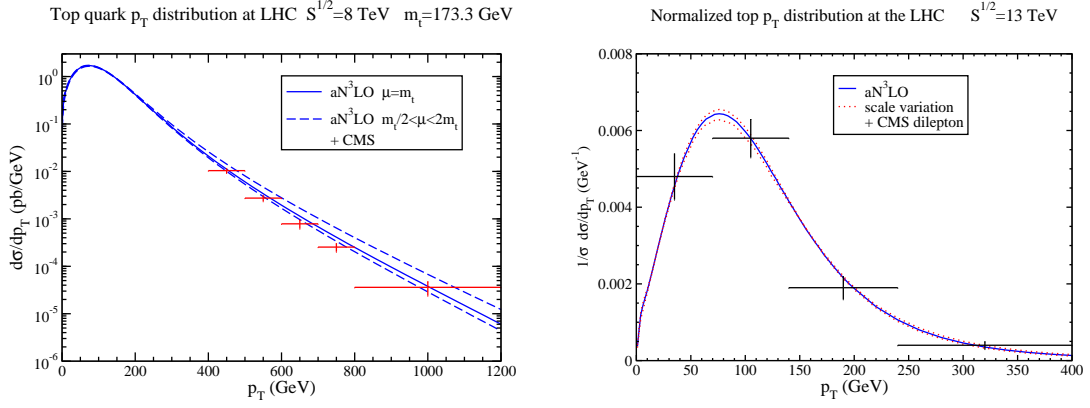 Top quark p_T distribution at LHC S^{1/2}=8 TeV m_t=173.3 GeV
aN^3LO μ=m_t
aN^3LO m_t/2<μ<2m_t
+ CMS
10^0
10^{-1}
10^{-2}
10^{-3}
10^{-4}
10^{-5}
10^{-6}
dσ/dp_T (pb/GeV)
0 200 400 600 800 1000 1200
p_T (GeV)
Normalized top p_T distribution at the LHC S^{1/2}=13 TeV
aN^3LO
scale variation
+ CMS dilepton
0.008
0.006
0.004
0.002
0
1/σ dσ/dp_T (GeV^{-1})
0 50 100 150 200 250 300 350 400
p_T (GeV)